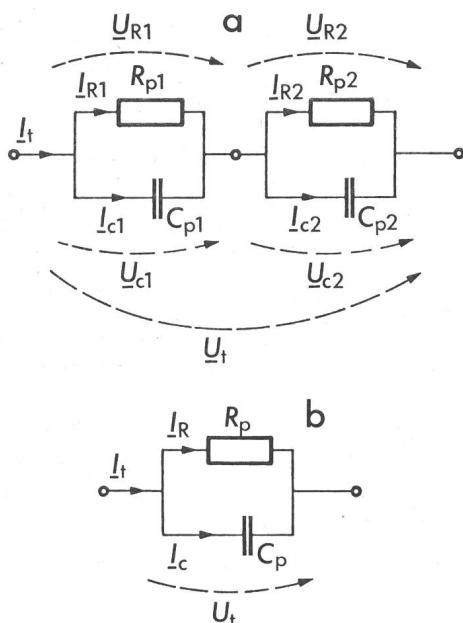 U_R1 a U_R2
I_R1 R_p1 I_R2 R_p2
I_t
I_c1 C_p1 I_c2 C_p2
U_c1 U_c2
U_t
b
I_R R_p
I_t
I_c C_p
U_t